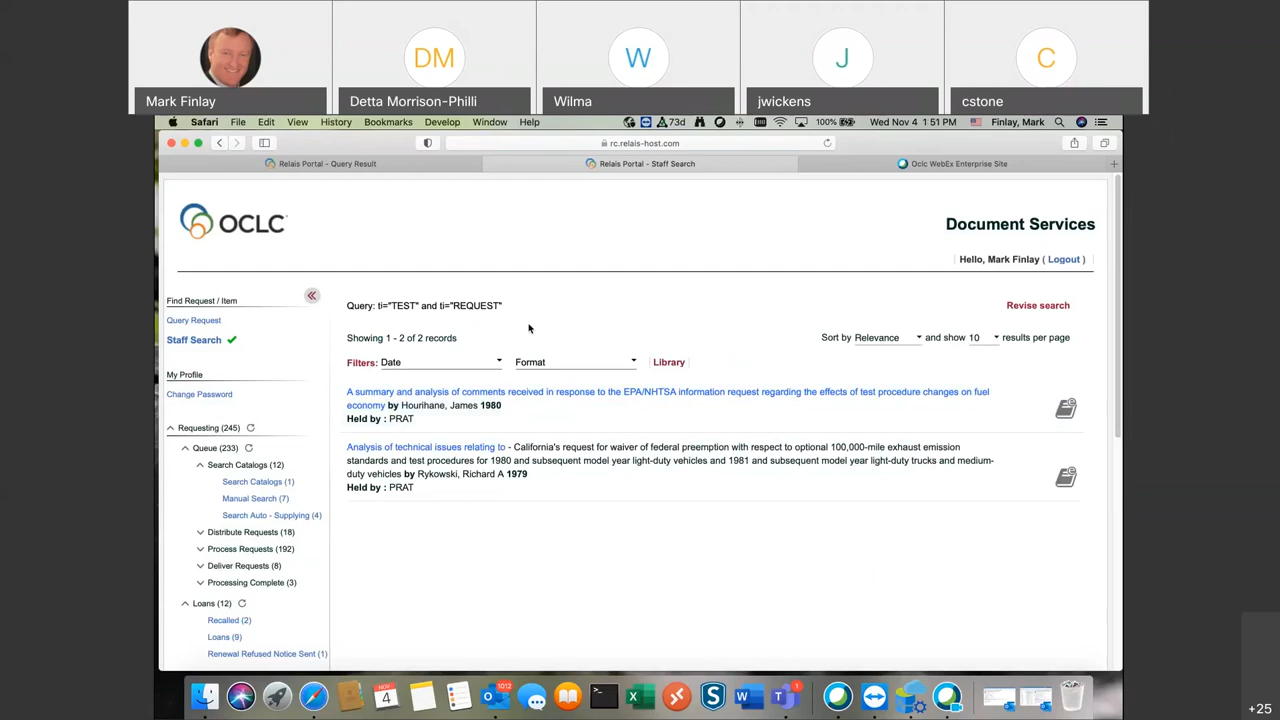 DM
W
J
C
Mark Finlay
Detta Morrison-Philli
Wilma
jwickens
cstone
Safari File Edit View History Bookmarks Develop Window Help
73d 100% Wed Nov 4 1:51 PM Finlay, Mark
rc.relais-host.com
Relais Portal - Query Result
Relais Portal - Staff Search
Oclc WebEx Enterprise Site
OCLC
Document Services
Hello, Mark Finlay ( Logout )
Find Request / Item
Query Request
Staff Search
My Profile
Change Password
Requesting (245)
Queue (233)
Search Catalogs (12)
Search Catalogs (1)
Manual Search (7)
Search Auto - Supplying (4)
Distribute Requests (18)
Process Requests (192)
Deliver Requests (8)
Processing Complete (3)
Loans (12)
Recalled (2)
Loans (9)
Renewal Refused Notice Sent (1)
Query: ti="TEST" and ti="REQUEST"
Revise search
Showing 1 - 2 of 2 records
Sort by Relevance and show 10 results per page
Filters: Date Format Library
A summary and analysis of comments received in response to the EPA/NHTSA information request regarding the effects of test procedure changes on fuel
economy by Hourihane, James 1980
Held by : PRAT
Analysis of technical issues relating to - California's request for waiver of federal preemption with respect to optional 100,000-mile exhaust emission
standards and test procedures for 1980 and subsequent model year light-duty vehicles and 1981 and subsequent model year light-duty trucks and medium-
duty vehicles by Rykowski, Richard A 1979
Held by : PRAT
NOV
4
1012
S
W
1
+25